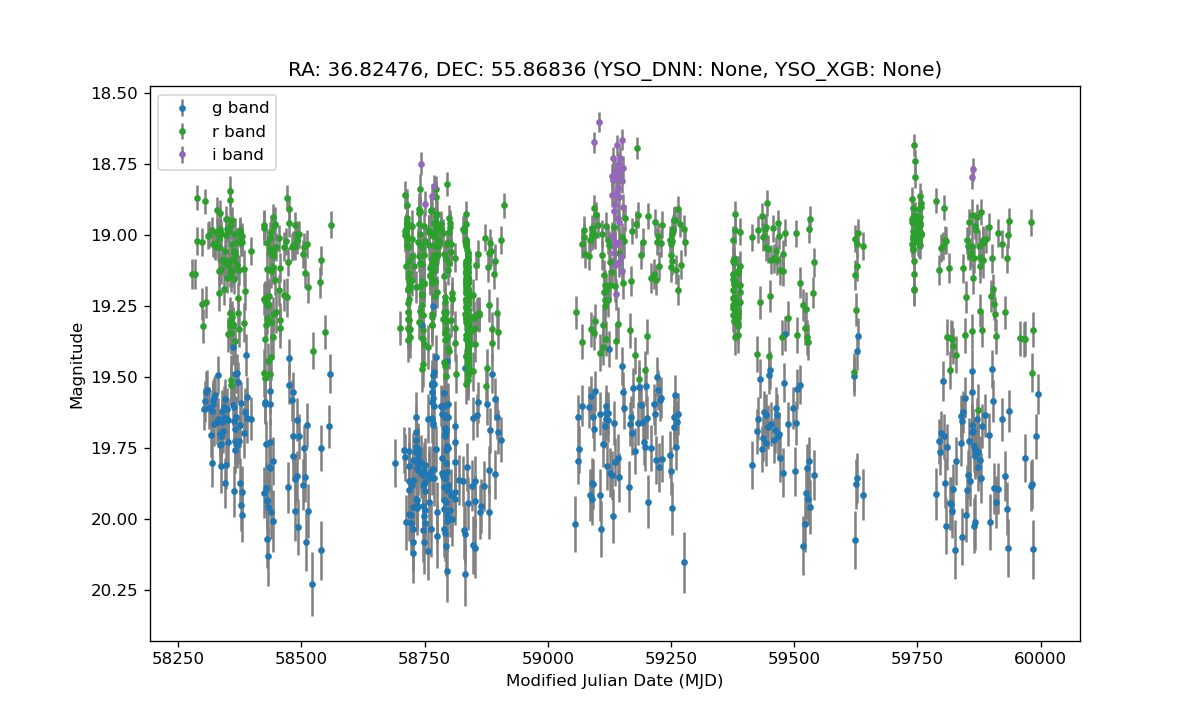 RA: 36.82476, DEC: 55.86836 (YSO_DNN: None, YSO_XGB: None)
g band
r band
i band
18.50
18.75
19.00
19.25
19.50
19.75
20.00
20.25
Magnitude
58250 58500 58750 59000 59250 59500 59750 60000
Modified Julian Date (MJD)